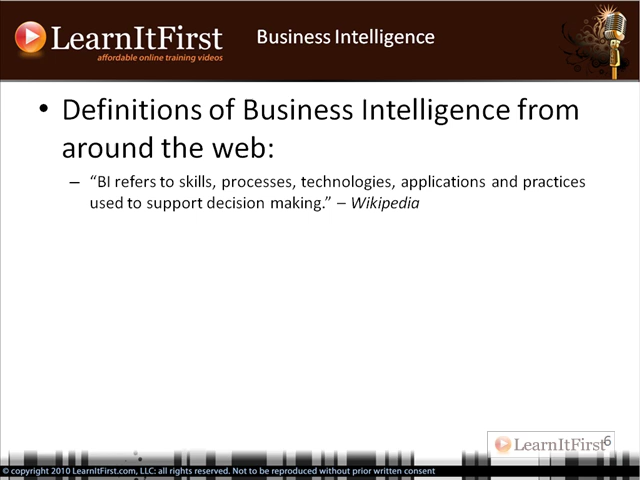 LearnItFirst
affordable online training videos
Business Intelligence
• Definitions of Business Intelligence from
around the web:
– “BI refers to skills, processes, technologies, applications and practices
used to support decision making.” – Wikipedia
LearnItFirst
6
© copyright 2010 LearnItFirst.com, LLC: all rights reserved. Not to be reproduced without prior written consent